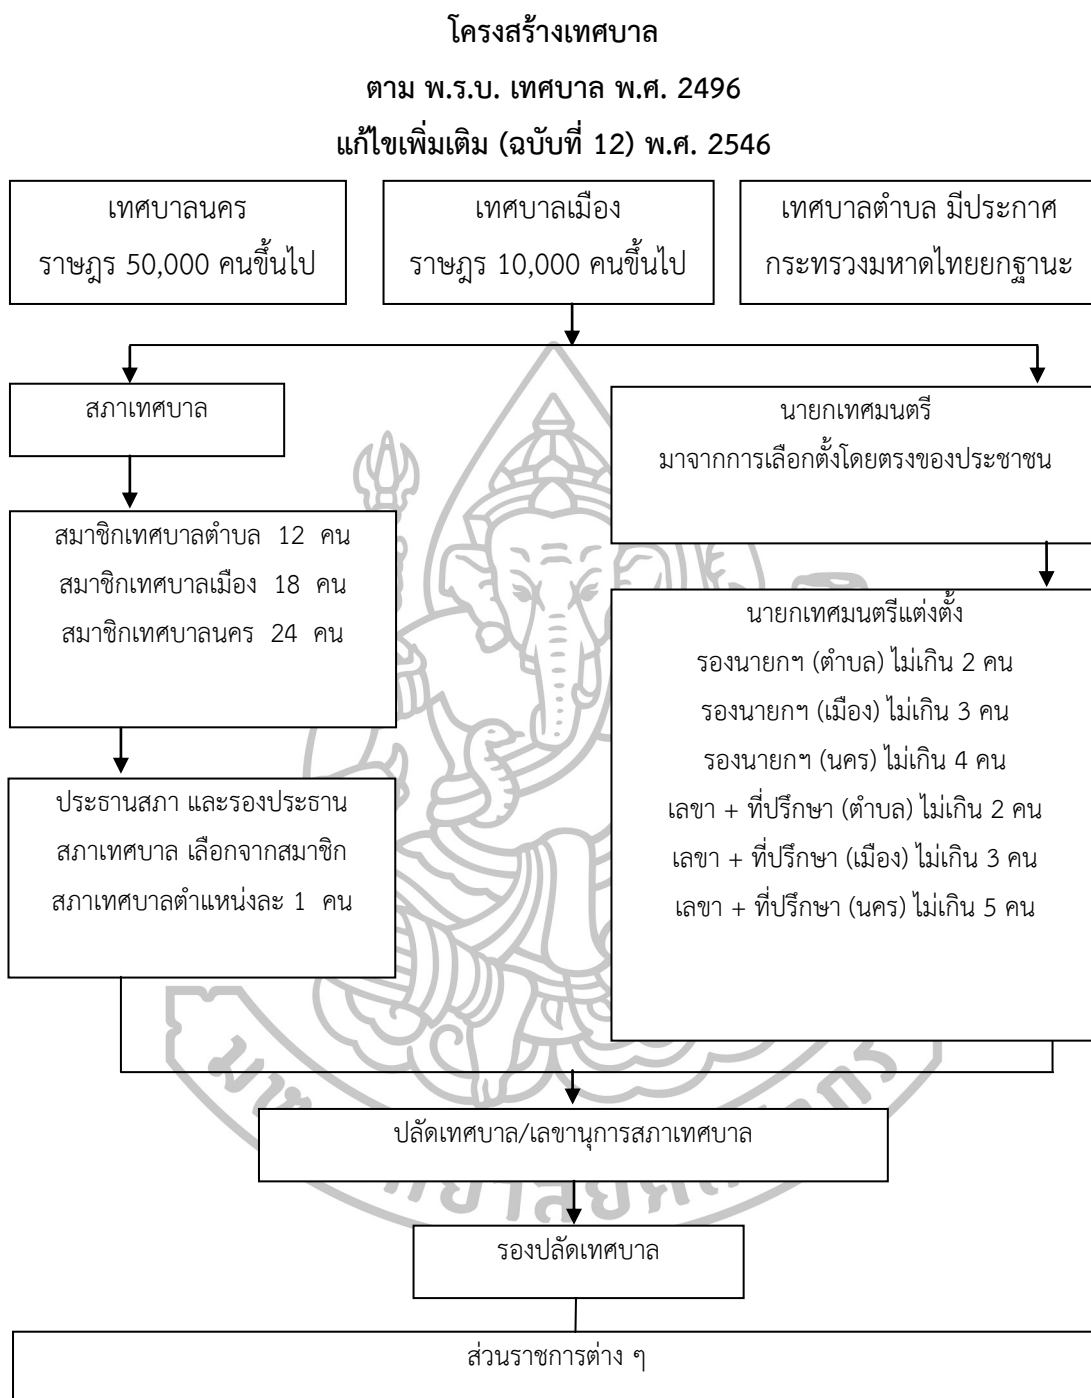 โครงสร้างเทศบาล
ตาม พ.ร.บ. เทศบาล พ.ศ. 2496
แก้ไขเพิ่มเติม (ฉบับที่ 12) พ.ศ. 2546
เทศบาลนคร
ราษฎร 50,000 คนขึ้นไป
เทศบาลเมือง
ราษฎร 10,000 คนขึ้นไป
เทศบาลตำบล มีประกาศ
กระทรวงมหาดไทยยกฐานะ
สภาเทศบาล
นายกเทศมนตรี
มาจากการเลือกตั้งโดยตรงของประชาชน
สมาชิกเทศบาลตำบล 12 คน
สมาชิกเทศบาลเมือง 18 คน
สมาชิกเทศบาลนคร 24 คน
นายกเทศมนตรีแต่งตั้ง
รองนายกฯ (ตำบล) ไม่เกิน 2 คน
รองนายกฯ (เมือง) ไม่เกิน 3 คน
รองนายกฯ (นคร) ไม่เกิน 4 คน
เลขา + ที่ปรึกษา (ตำบล) ไม่เกิน 2 คน
เลขา + ที่ปรึกษา (เมือง) ไม่เกิน 3 คน
เลขา + ที่ปรึกษา (นคร) ไม่เกิน 5 คน
ประธานสภา และรองประธาน
สภาเทศบาล เลือกจากสมาชิก
สภาเทศบาลตำแหน่งละ 1 คน
ปลัดเทศบาล/เลขานุการสภาเทศบาล
รองปลัดเทศบาล
ส่วนราชการต่าง ๆ